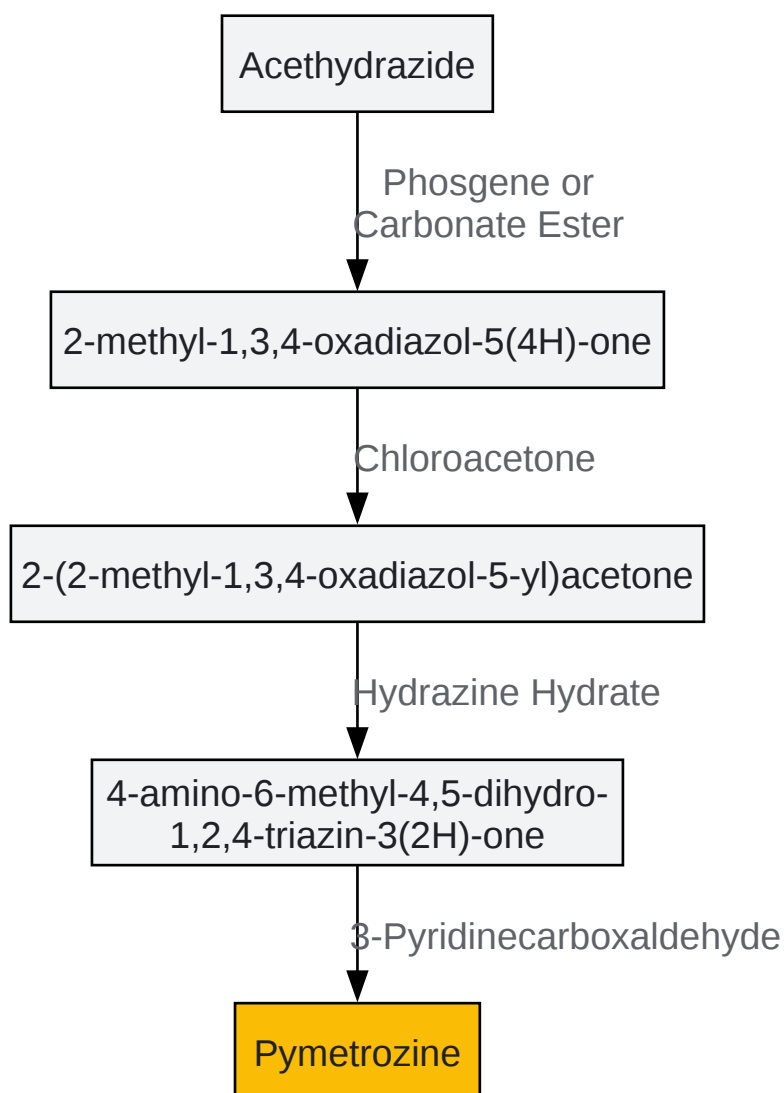 Acethydrazide
Phosgene or
Carbonate Ester
2-methyl-1,3,4-oxadiazol-5(4H)-one
Chloroacetone
2-(2-methyl-1,3,4-oxadiazol-5-yl)acetone
Hydrazine Hydrate
4-amino-6-methyl-4,5-dihydro-
1,2,4-triazin-3(2H)-one
3-Pyridinecarboxaldehyde
Pymetrozine